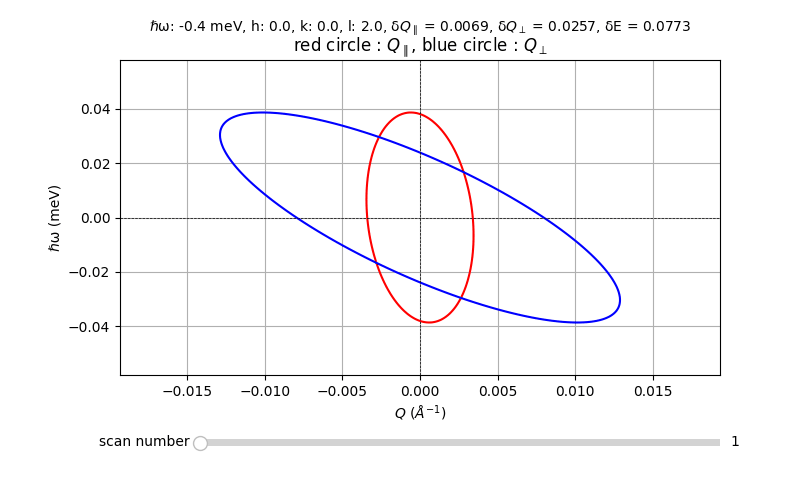 ℏω: -0.4 meV, h: 0.0, k: 0.0, l: 2.0, δQ∥ = 0.0069, δQ⊥ = 0.0257, δE = 0.0773
red circle : Q∥, blue circle : Q⊥
0.04
0.02
0.00
−0.02
−0.04
ℏω (meV)
−0.015 −0.010 −0.005 0.000 0.005 0.010 0.015
Q (Å⁻¹)
scan number 1